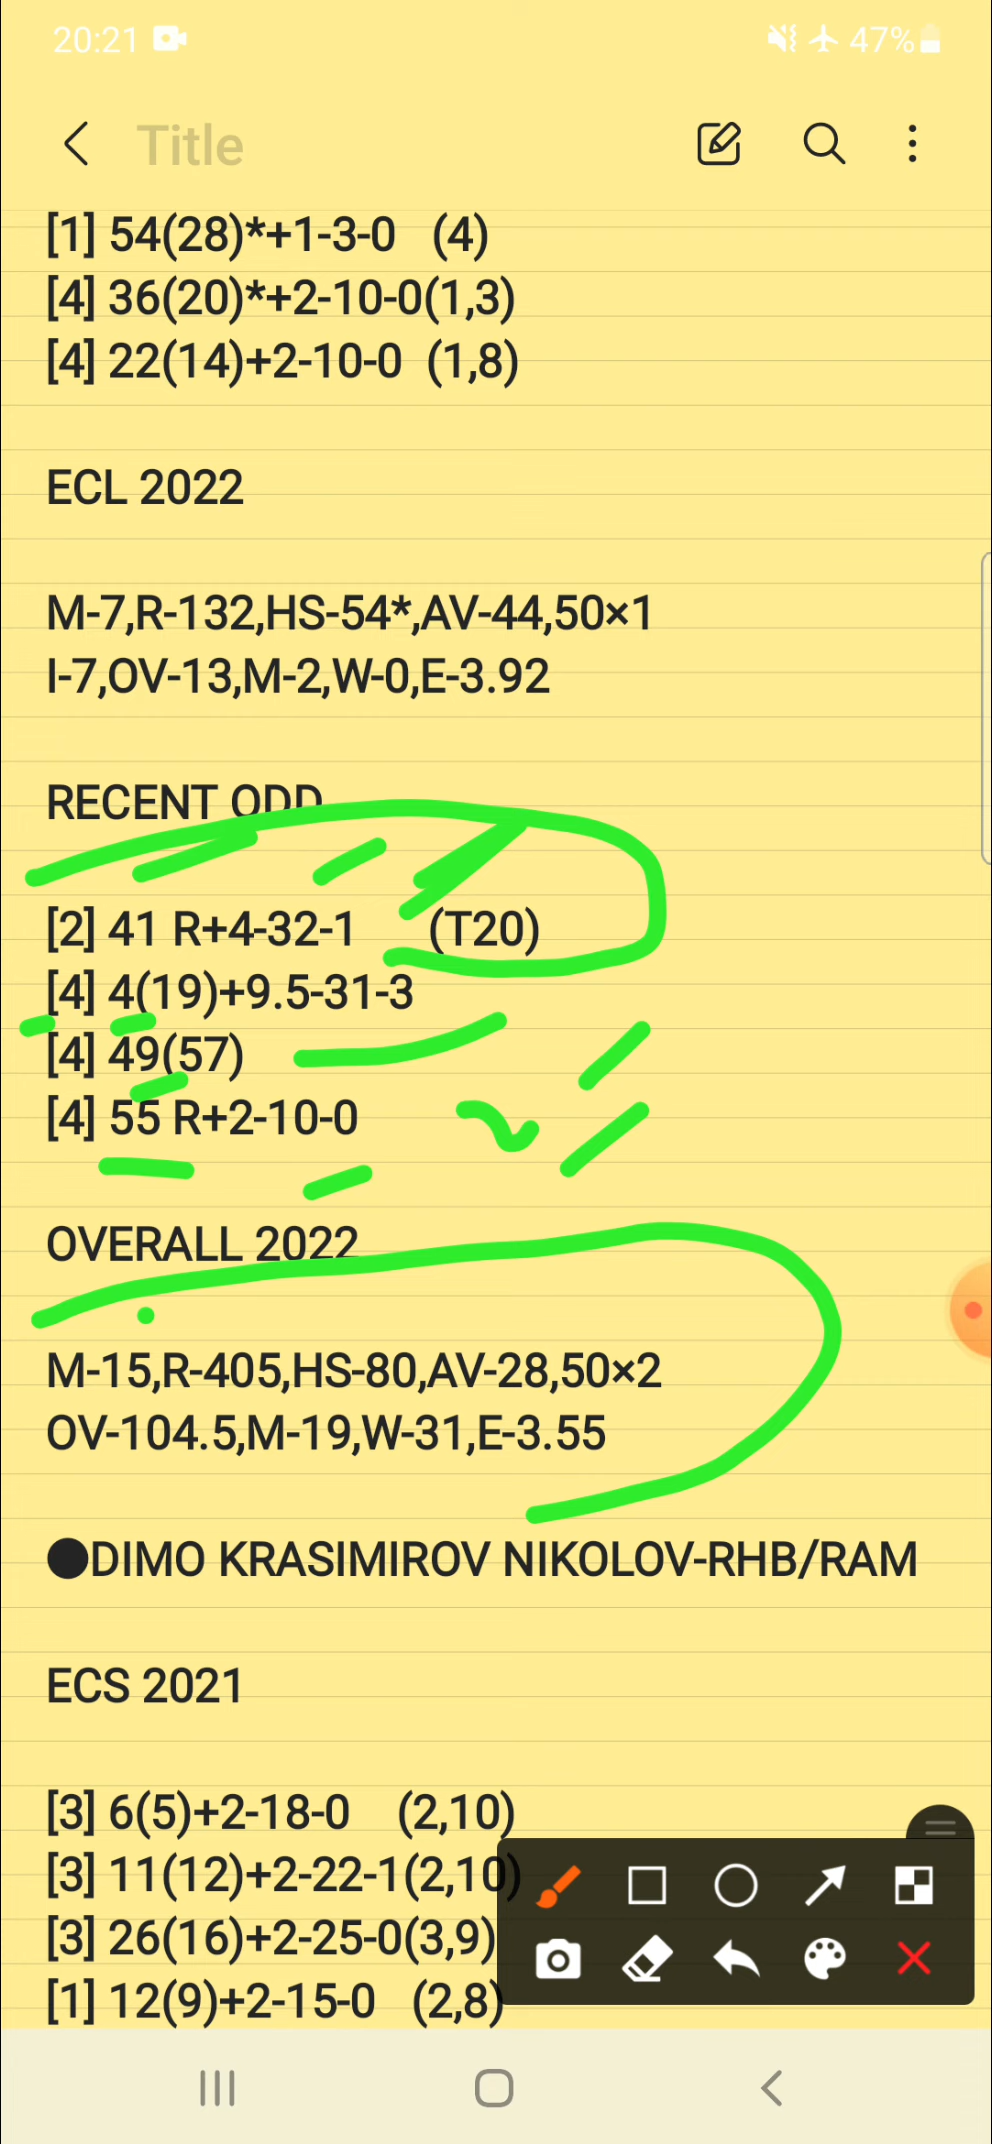 20:21 47%
Title
[1] 54(28)*+1-3-0 (4)
[4] 36(20)*+2-10-0(1,3)
[4] 22(14)+2-10-0 (1,8)
ECL 2022
M-7,R-132,HS-54*,AV-44,50×1
I-7,OV-13,M-2,W-0,E-3.92
RECENT ODD
[2] 41 R+4-32-1 (T20)
[4] 4(19)+9.5-31-3
[4] 49(57)
[4] 55 R+2-10-0
OVERALL 2022
M-15,R-405,HS-80,AV-28,50×2
OV-104.5,M-19,W-31,E-3.55
●DIMO KRASIMIROV NIKOLOV-RHB/RAM
ECS 2021
[3] 6(5)+2-18-0 (2,10)
[3] 11(12)+2-22-1(2,10)
[3] 26(16)+2-25-0(3,9)
[1] 12(9)+2-15-0 (2,8)